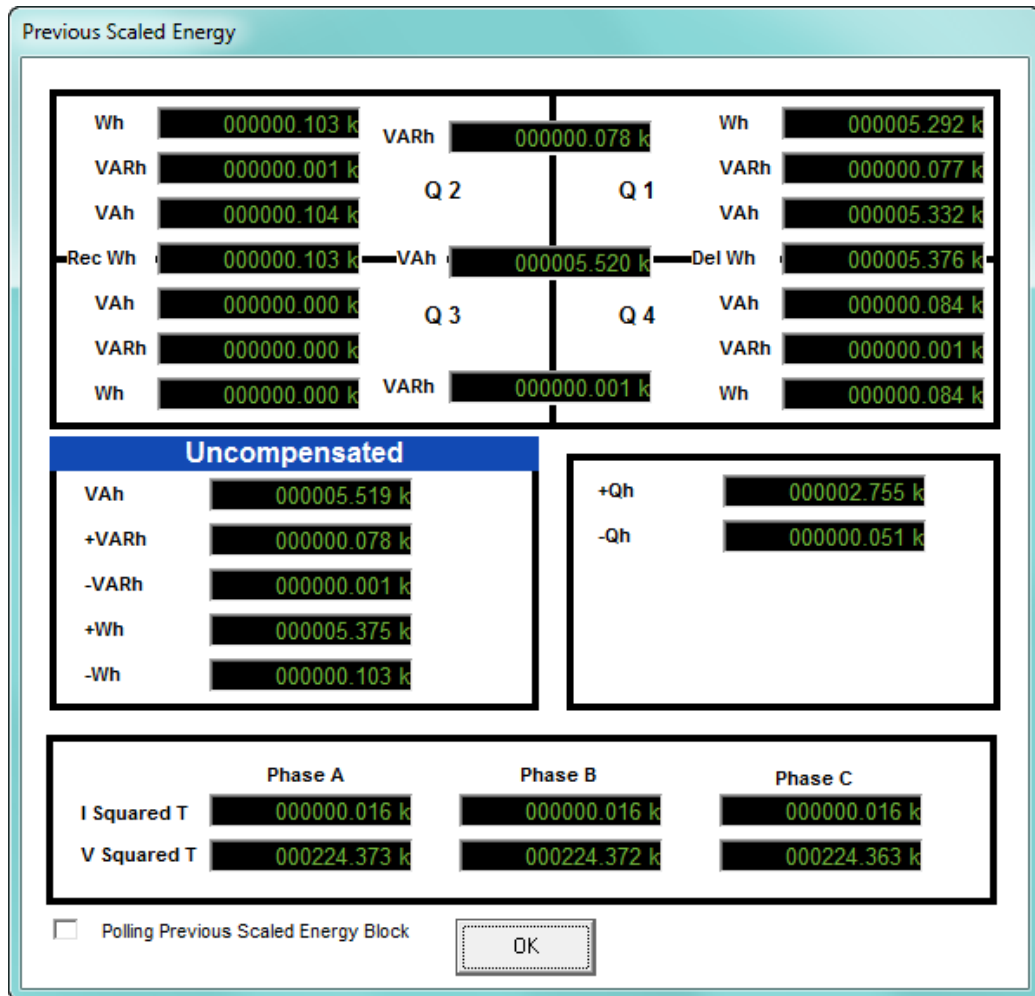 Previous Scaled Energy
Wh 000000.103 k VARh 000000.078 k Wh 000005.292 k
VARh 000000.001 k VARh 000000.077 k
Q 2 Q 1
VAh 000000.104 k VAh 000005.332 k
Rec Wh 000000.103 k VAh 000005.520 k Del Wh 000005.376 k
VAh 000000.000 k VAh 000000.084 k
Q 3 Q 4
VARh 000000.000 k VARh 000000.001 k
Wh 000000.000 k VARh 000000.001 k Wh 000000.084 k
Uncompensated
VAh 000005.519 k
+VARh 000000.078 k
-VARh 000000.001 k
+Wh 000005.375 k
-Wh 000000.103 k
+Qh 000002.755 k
-Qh 000000.051 k
Phase A Phase B Phase C
I Squared T 000000.016 k 000000.016 k 000000.016 k
V Squared T 000224.373 k 000224.372 k 000224.363 k
Polling Previous Scaled Energy Block
OK